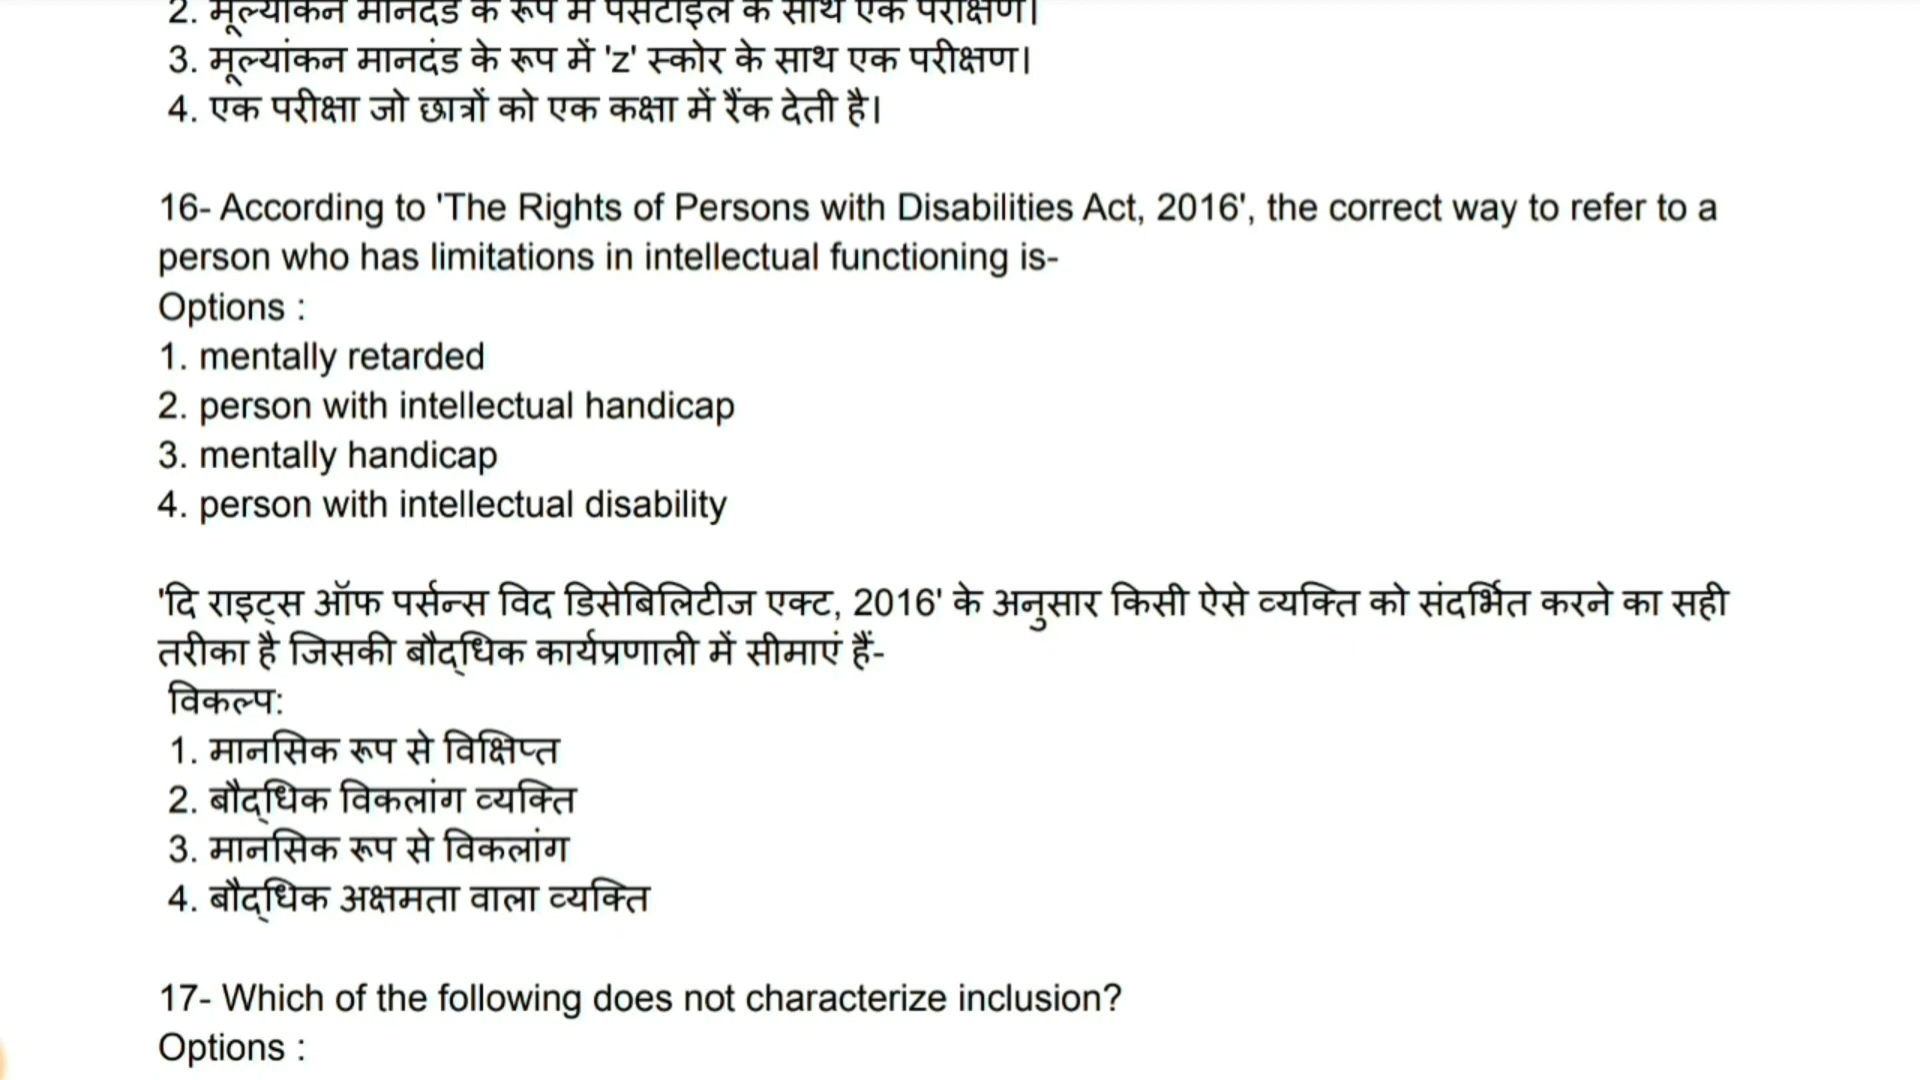 2. मूल्यांकन मानदंड के रूप में पर्सेंटाइल के साथ एक परीक्षण।
3. मूल्यांकन मानदंड के रूप में 'z' स्कोर के साथ एक परीक्षण।
4. एक परीक्षा जो छात्रों को एक कक्षा में रैंक देती है।
16- According to 'The Rights of Persons with Disabilities Act, 2016', the correct way to refer to a
person who has limitations in intellectual functioning is-
Options :
1. mentally retarded
2. person with intellectual handicap
3. mentally handicap
4. person with intellectual disability
'दि राइट्स ऑफ पर्सन्स विद डिसेबिलिटीज एक्ट, 2016' के अनुसार किसी ऐसे व्यक्ति को संदर्भित करने का सही
तरीका है जिसकी बौद्धिक कार्यप्रणाली में सीमाएं हैं-
विकल्प:
1. मानसिक रूप से विक्षिप्त
2. बौद्धिक विकलांग व्यक्ति
3. मानसिक रूप से विकलांग
4. बौद्धिक अक्षमता वाला व्यक्ति
17- Which of the following does not characterize inclusion?
Options :